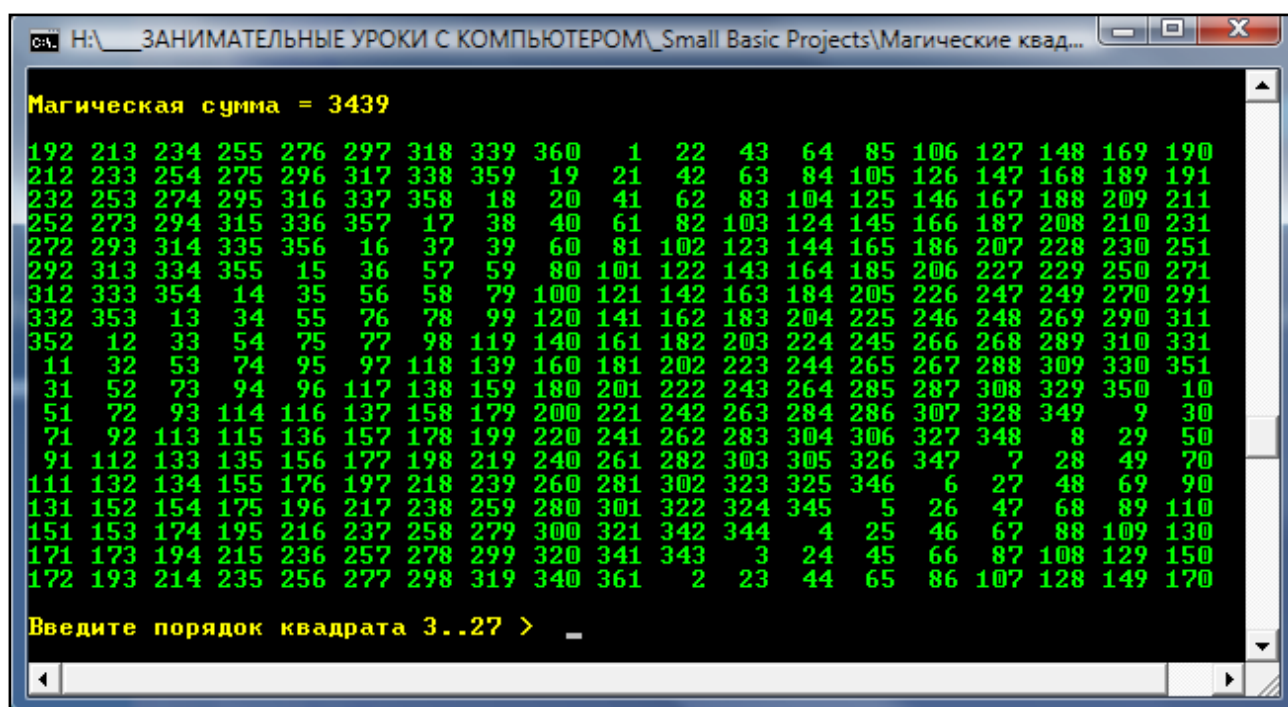 H:\___ЗАНИМАТЕЛЬНЫЕ УРОКИ С КОМПЬЮТЕРОМ\_Small Basic Projects\Магические квад...
Магическая сумма = 3439
192 213 234 255 276 297 318 339 360 1 22 43 64 85 106 127 148 169 190
212 233 254 275 296 317 338 359 19 21 42 63 84 105 126 147 168 189 191
232 253 274 295 316 337 358 18 20 41 62 83 104 125 146 167 188 209 211
252 273 294 315 336 357 17 38 40 61 82 103 124 145 166 187 208 210 231
272 293 314 335 356 16 37 39 60 81 102 123 144 165 186 207 228 230 251
292 313 334 355 15 36 57 59 80 101 122 143 164 185 206 227 229 250 271
312 333 354 14 35 56 58 79 100 121 142 163 184 205 226 247 249 270 291
332 353 13 34 55 76 78 99 120 141 162 183 204 225 246 248 269 290 311
352 12 33 54 75 77 98 119 140 161 182 203 224 245 266 268 289 310 331
11 32 53 74 95 97 118 139 160 181 202 223 244 265 267 288 309 330 351
31 52 73 94 96 117 138 159 180 201 222 243 264 285 287 308 329 350 10
51 72 93 114 116 137 158 179 200 221 242 263 284 286 307 328 349 9 30
71 92 113 115 136 157 178 199 220 241 262 283 304 306 327 348 8 29 50
91 112 133 135 156 177 198 219 240 261 282 303 305 326 347 7 28 49 70
111 132 134 155 176 197 218 239 260 281 302 323 325 346 6 27 48 69 90
131 152 154 175 196 217 238 259 280 301 322 324 345 5 26 47 68 89 110
151 153 174 195 216 237 258 279 300 321 342 344 4 25 46 67 88 109 130
171 173 194 215 236 257 278 299 320 341 343 3 24 45 66 87 108 129 150
172 193 214 235 256 277 298 319 340 361 2 23 44 65 86 107 128 149 170
Введите порядок квадрата 3..27 > _